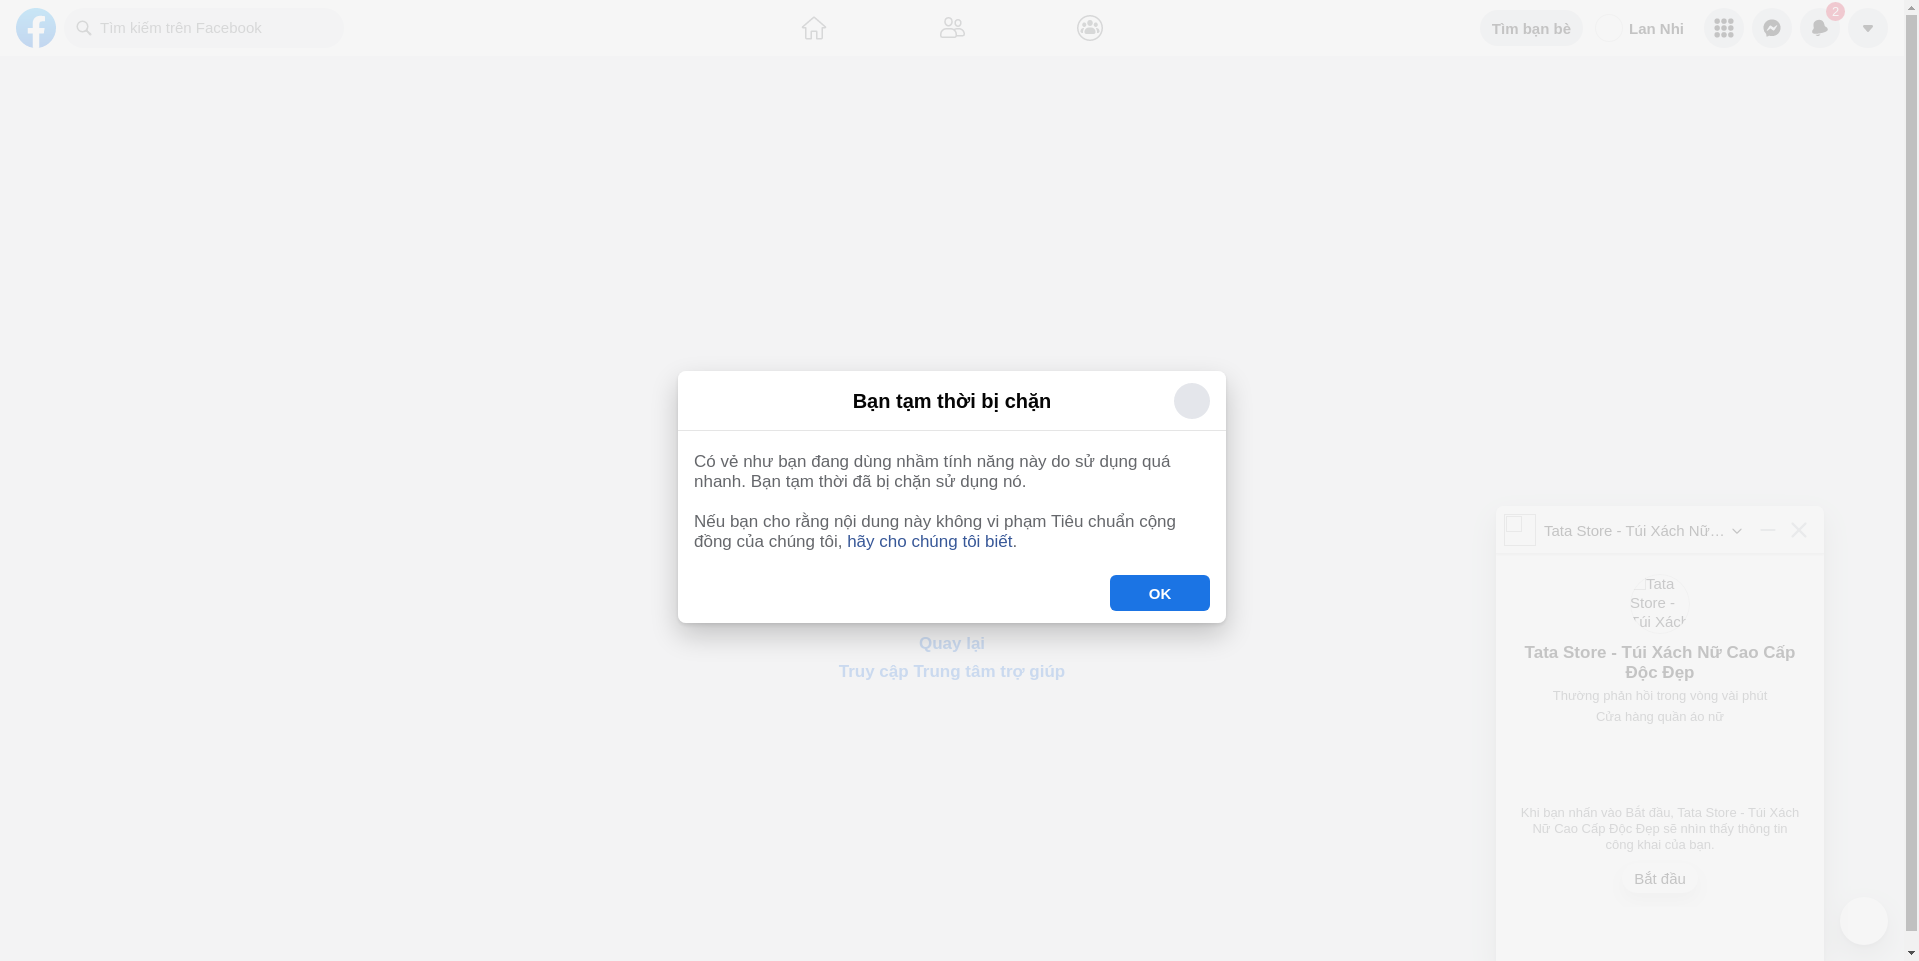 Tìm kiếm trên Facebook
Tìm bạn bè
Lan Nhi
2
Bạn tạm thời bị chặn
Có vẻ như bạn đang dùng nhầm tính năng này do sử dụng quá
nhanh. Bạn tạm thời đã bị chặn sử dụng nó.
Nếu bạn cho rằng nội dung này không vi phạm Tiêu chuẩn cộng
đồng của chúng tôi, hãy cho chúng tôi biết.
OK
Quay lại
Truy cập Trung tâm trợ giúp
Tata Store - Túi Xách Nữ...
Tata
Store -
Túi Xách
Tata Store - Túi Xách Nữ Cao Cấp
Độc Đẹp
Thường phản hồi trong vòng vài phút
Cửa hàng quần áo nữ
Khi bạn nhấn vào Bắt đầu, Tata Store - Túi Xách
Nữ Cao Cấp Độc Đẹp sẽ nhìn thấy thông tin
công khai của bạn.
Bắt đầu